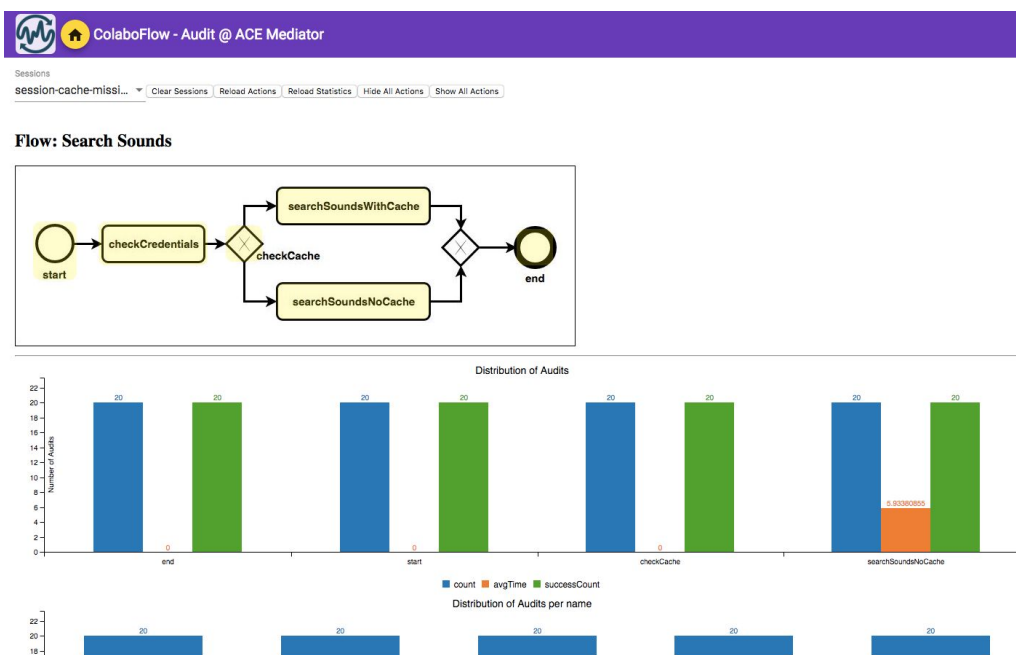 ColaboFlow - Audit @ ACE Mediator
Sessions
session-cache-missi... Clear Sessions Reload Actions Reload Statistics Hide All Actions Show All Actions
Flow: Search Sounds
searchSoundsWithCache
checkCredentials
checkCache
start
end
searchSoundsNoCache
Distribution of Audits
22
20
18
16
14
12
10
8
6
4
2
0
Number of Audits
20 0 20
20 0 20
20 0 20
20 5.93380855 20
end start checkCache searchSoundsNoCache
count avgTime successCount
Distribution of Audits per name
22
20
18
20 20 20 20 20